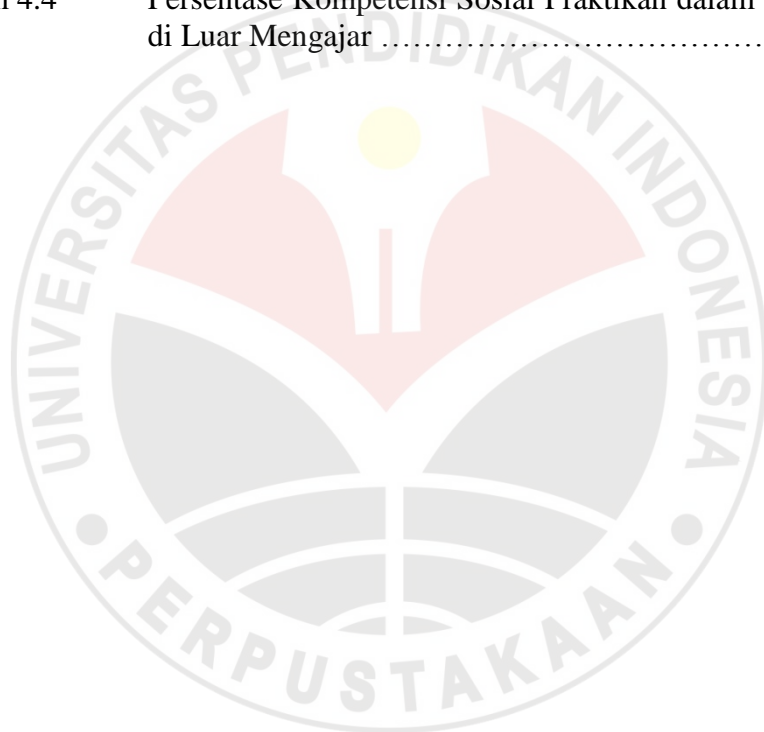 4.4 Persentase Kompetensi Sosial Praktikan dalam
di Luar Mengajar ……………………………
UNIVERSITAS PENDIDIKAN INDONESIA
PERPUSTAKAAN